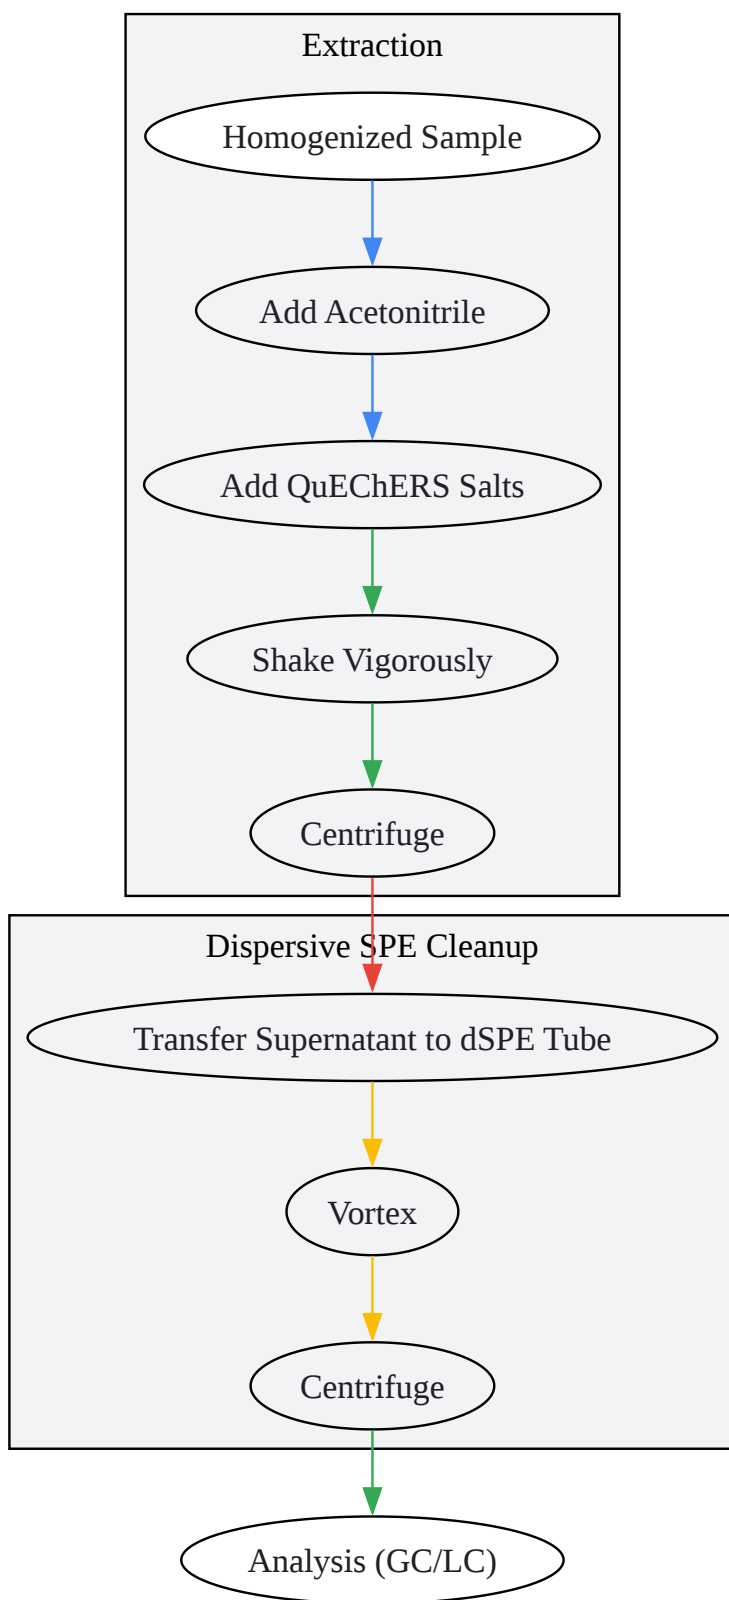 Extraction
Homogenized Sample
Add Acetonitrile
Add QuEChERS Salts
Shake Vigorously
Centrifuge
Dispersive SPE Cleanup
Transfer Supernatant to dSPE Tube
Vortex
Centrifuge
Analysis (GC/LC)